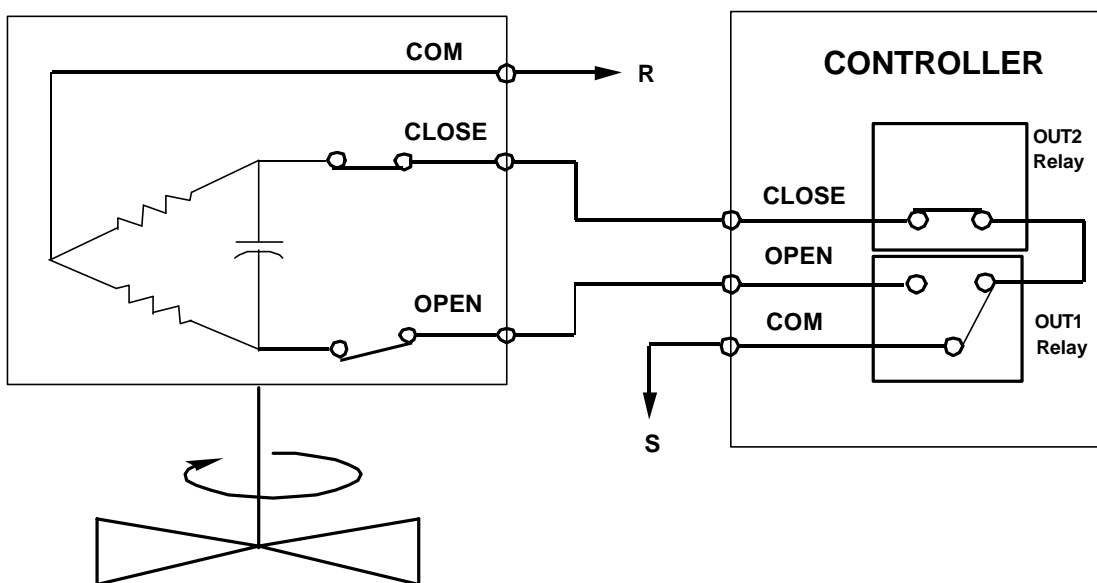 COM
R
CLOSE
OPEN
CONTROLLER
OUT2
Relay
CLOSE
OPEN
COM
OUT1
Relay
S